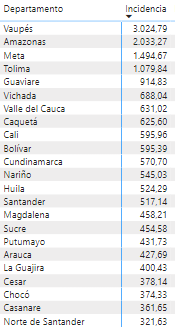 Departamento Incidencia
Vaupés 3.024,79
Amazonas 2.033,27
Meta 1.494,67
Tolima 1.079,84
Guaviare 914,83
Vichada 688,04
Valle del Cauca 631,02
Caquetá 625,60
Cali 595,96
Bolívar 595,39
Cundinamarca 570,70
Nariño 545,03
Huila 524,29
Santander 517,14
Magdalena 458,21
Sucre 454,58
Putumayo 431,73
Arauca 427,69
La Guajira 400,43
Cesar 378,14
Chocó 374,33
Casanare 361,65
Norte de Santander 321,63